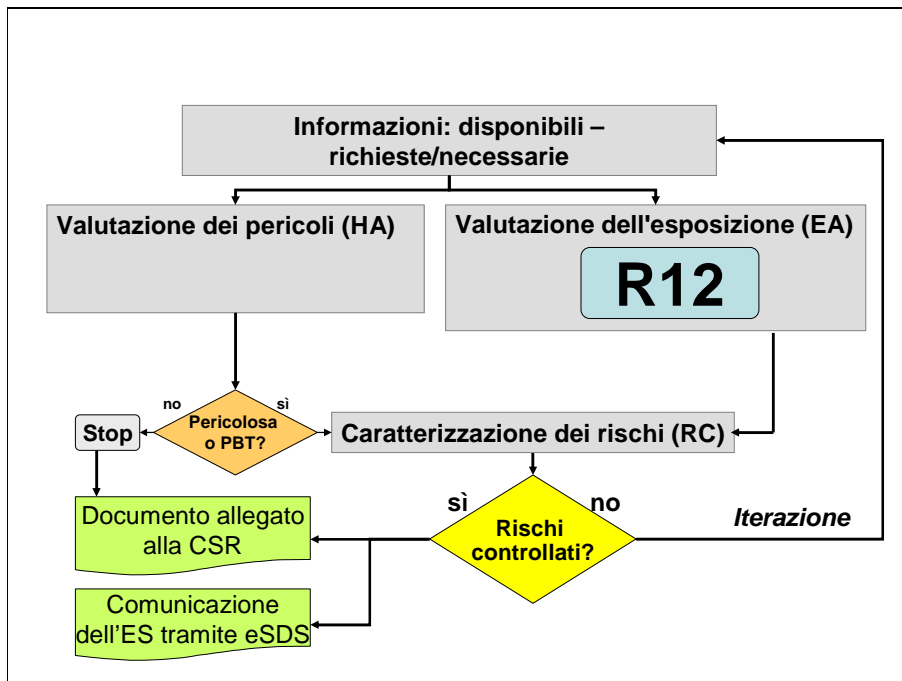 Informazioni: disponibili –
richieste/necessarie
Valutazione dei pericoli (HA)
Valutazione dell'esposizione (EA)
R12
no
sì
Pericolosa
o PBT?
Stop
Caratterizzazione dei rischi (RC)
sì
no
Rischi
controllati?
Iterazione
Documento allegato
alla CSR
Comunicazione
dell’ES tramite eSDS